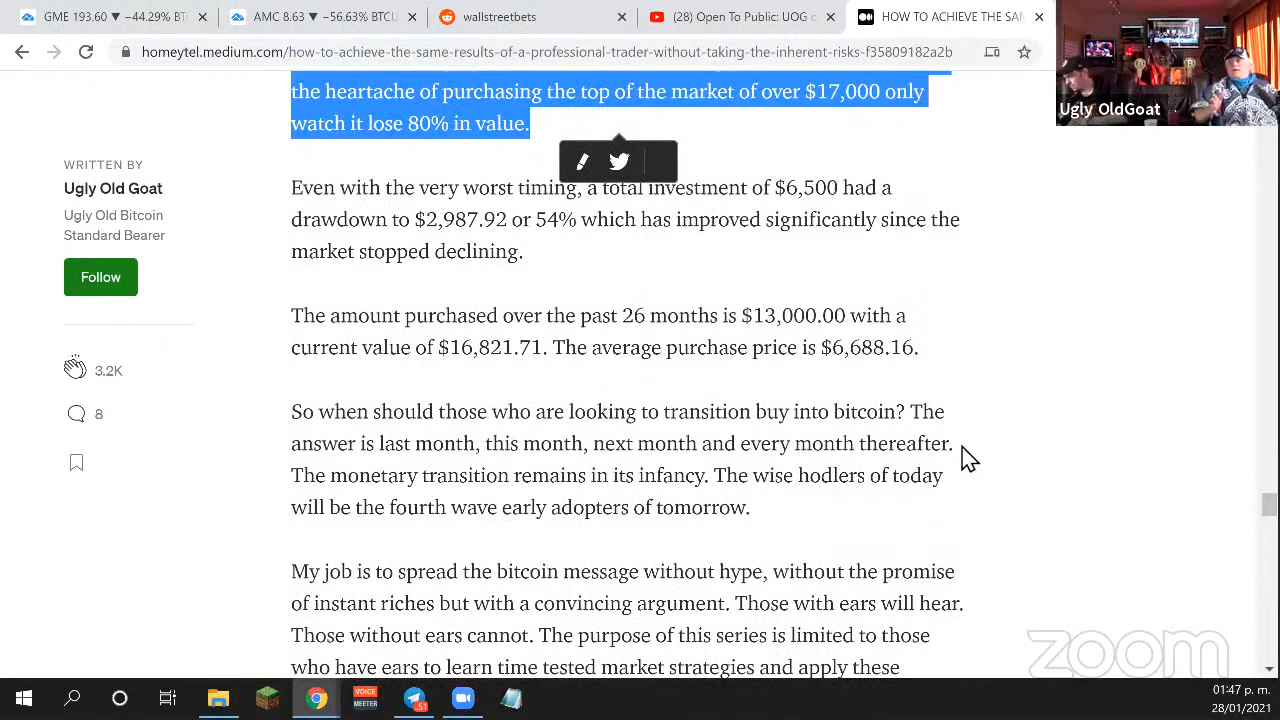 GME 193.60 ▼ −44.28%
AMC 8.63 ▼ −56.63% BTCU
wallstreetbets
(28) Open To Public: UOG c
HOW TO ACHIEVE THE SAN
homeytel.medium.com/how-to-achieve-the-same-results-of-a-professional-trader-without-taking-the-inherent-risks-f35809182a2b
Ugly OldGoat
the heartache of purchasing the top of the market of over $17,000 only
watch it lose 80% in value.
WRITTEN BY
Ugly Old Goat
Ugly Old Bitcoin
Standard Bearer
Follow
3.2K
8
Even with the very worst timing, a total investment of $6,500 had a
drawdown to $2,987.92 or 54% which has improved significantly since the
market stopped declining.
The amount purchased over the past 26 months is $13,000.00 with a
current value of $16,821.71. The average purchase price is $6,688.16.
So when should those who are looking to transition buy into bitcoin? The
answer is last month, this month, next month and every month thereafter.
The monetary transition remains in its infancy. The wise hodlers of today
will be the fourth wave early adopters of tomorrow.
My job is to spread the bitcoin message without hype, without the promise
of instant riches but with a convincing argument. Those with ears will hear.
Those without ears cannot. The purpose of this series is limited to those
who have ears to learn time tested market strategies and apply these
zoom
VOICE
MEETER
51
01:47 p. m.
28/01/2021